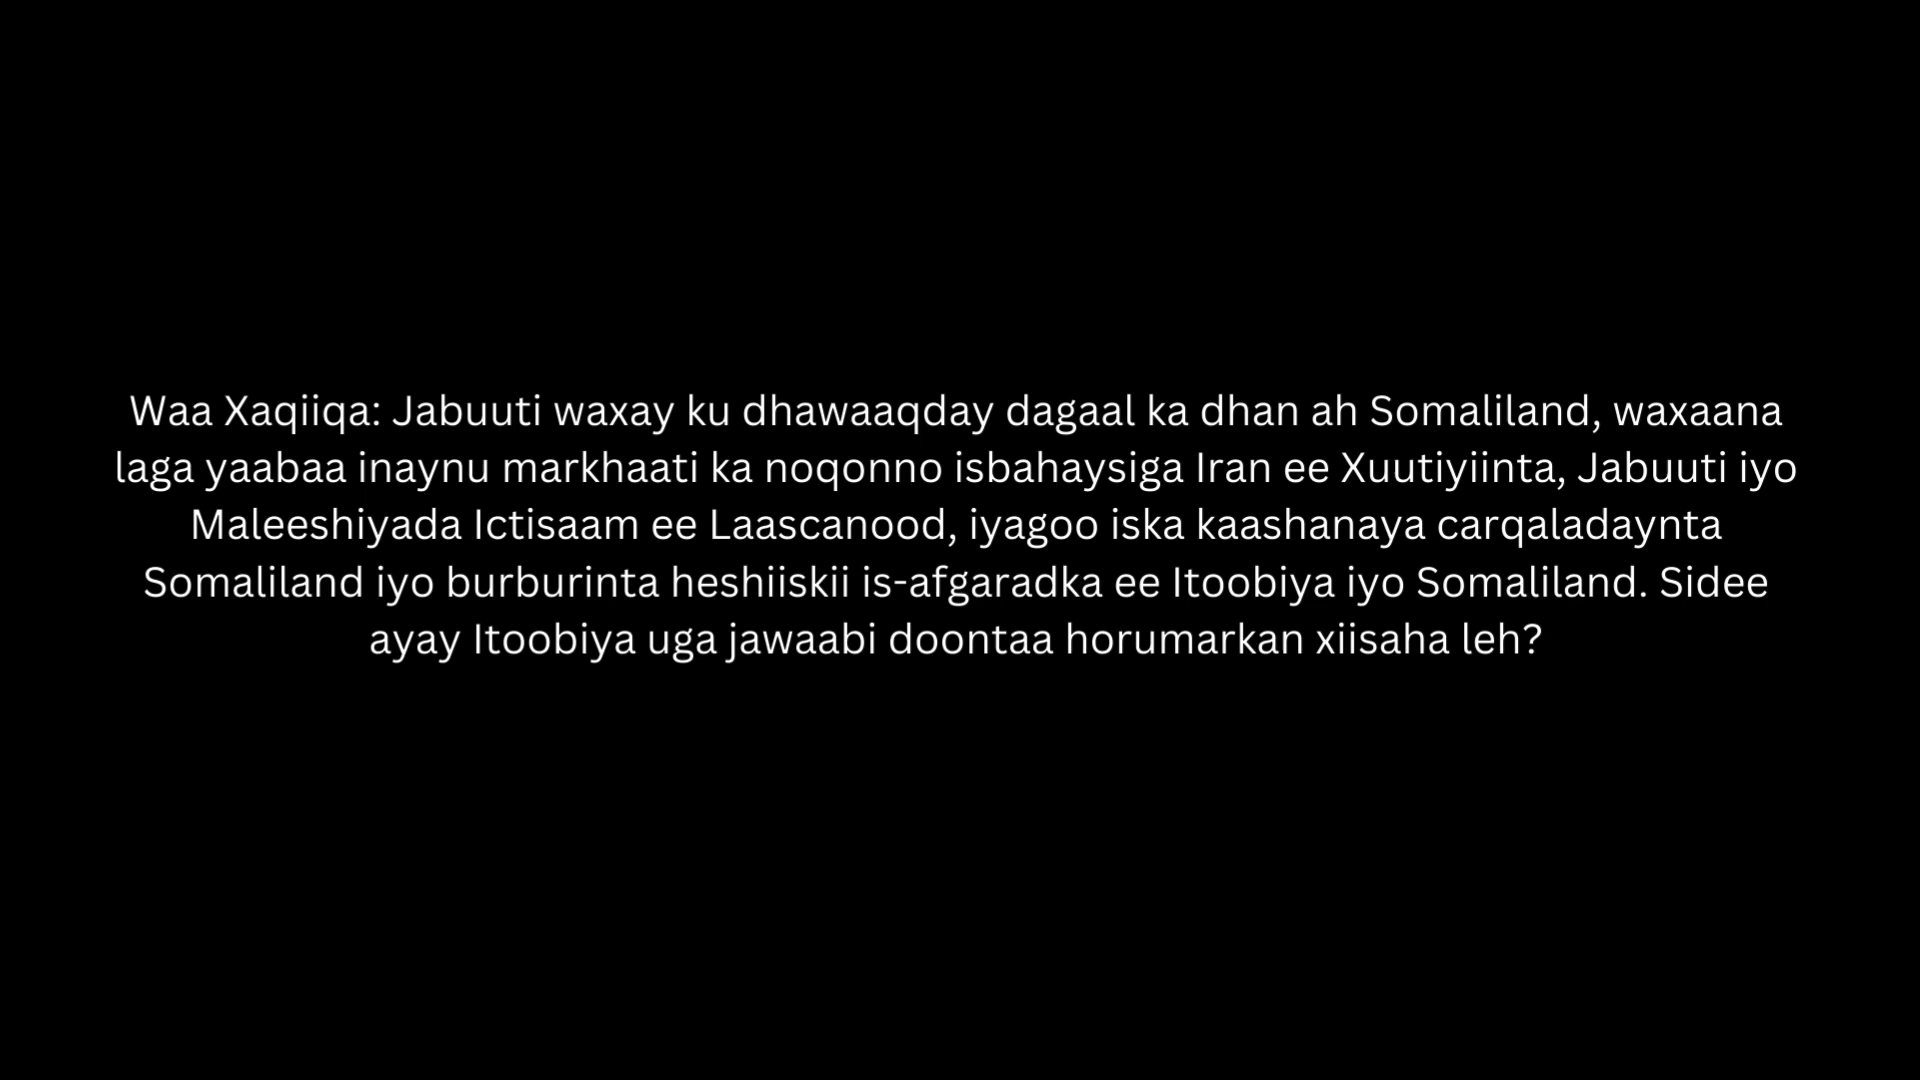 Waa Xaqiiqa: Jabuuti waxay ku dhawaaqday dagaal ka dhan ah Somaliland, waxaana
laga yaabaa inaynu markhaati ka noqonno isbahaysiga Iran ee Xuutiyiinta, Jabuuti iyo
Maleeshiyada Ictisaam ee Laascanood, iyagoo iska kaashanaya carqaladaynta
Somaliland iyo burburinta heshiiskii is-afgaradka ee Itoobiya iyo Somaliland. Sidee
ayay Itoobiya uga jawaabi doontaa horumarkan xiisaha leh?